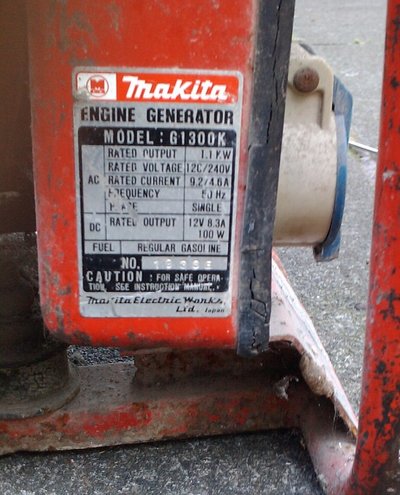 Makita
ENGINE GENERATOR
MODEL: G1300K
AC
RATED OUTPUT 1.1 KW
RATED VOLTAGE 120/240V
RATED CURRENT 9.2/4.6A
FREQUENCY 50 Hz
PHASE SINGLE
DC
RATED OUTPUT 12V 8.3A
100 W
FUEL REGULAR GASOLINE
NO.
CAUTION : FOR SAFE OPERA-
TION, SEE INSTRUCTION MANUAL.
Makita Electric Works,
Ltd. Japan